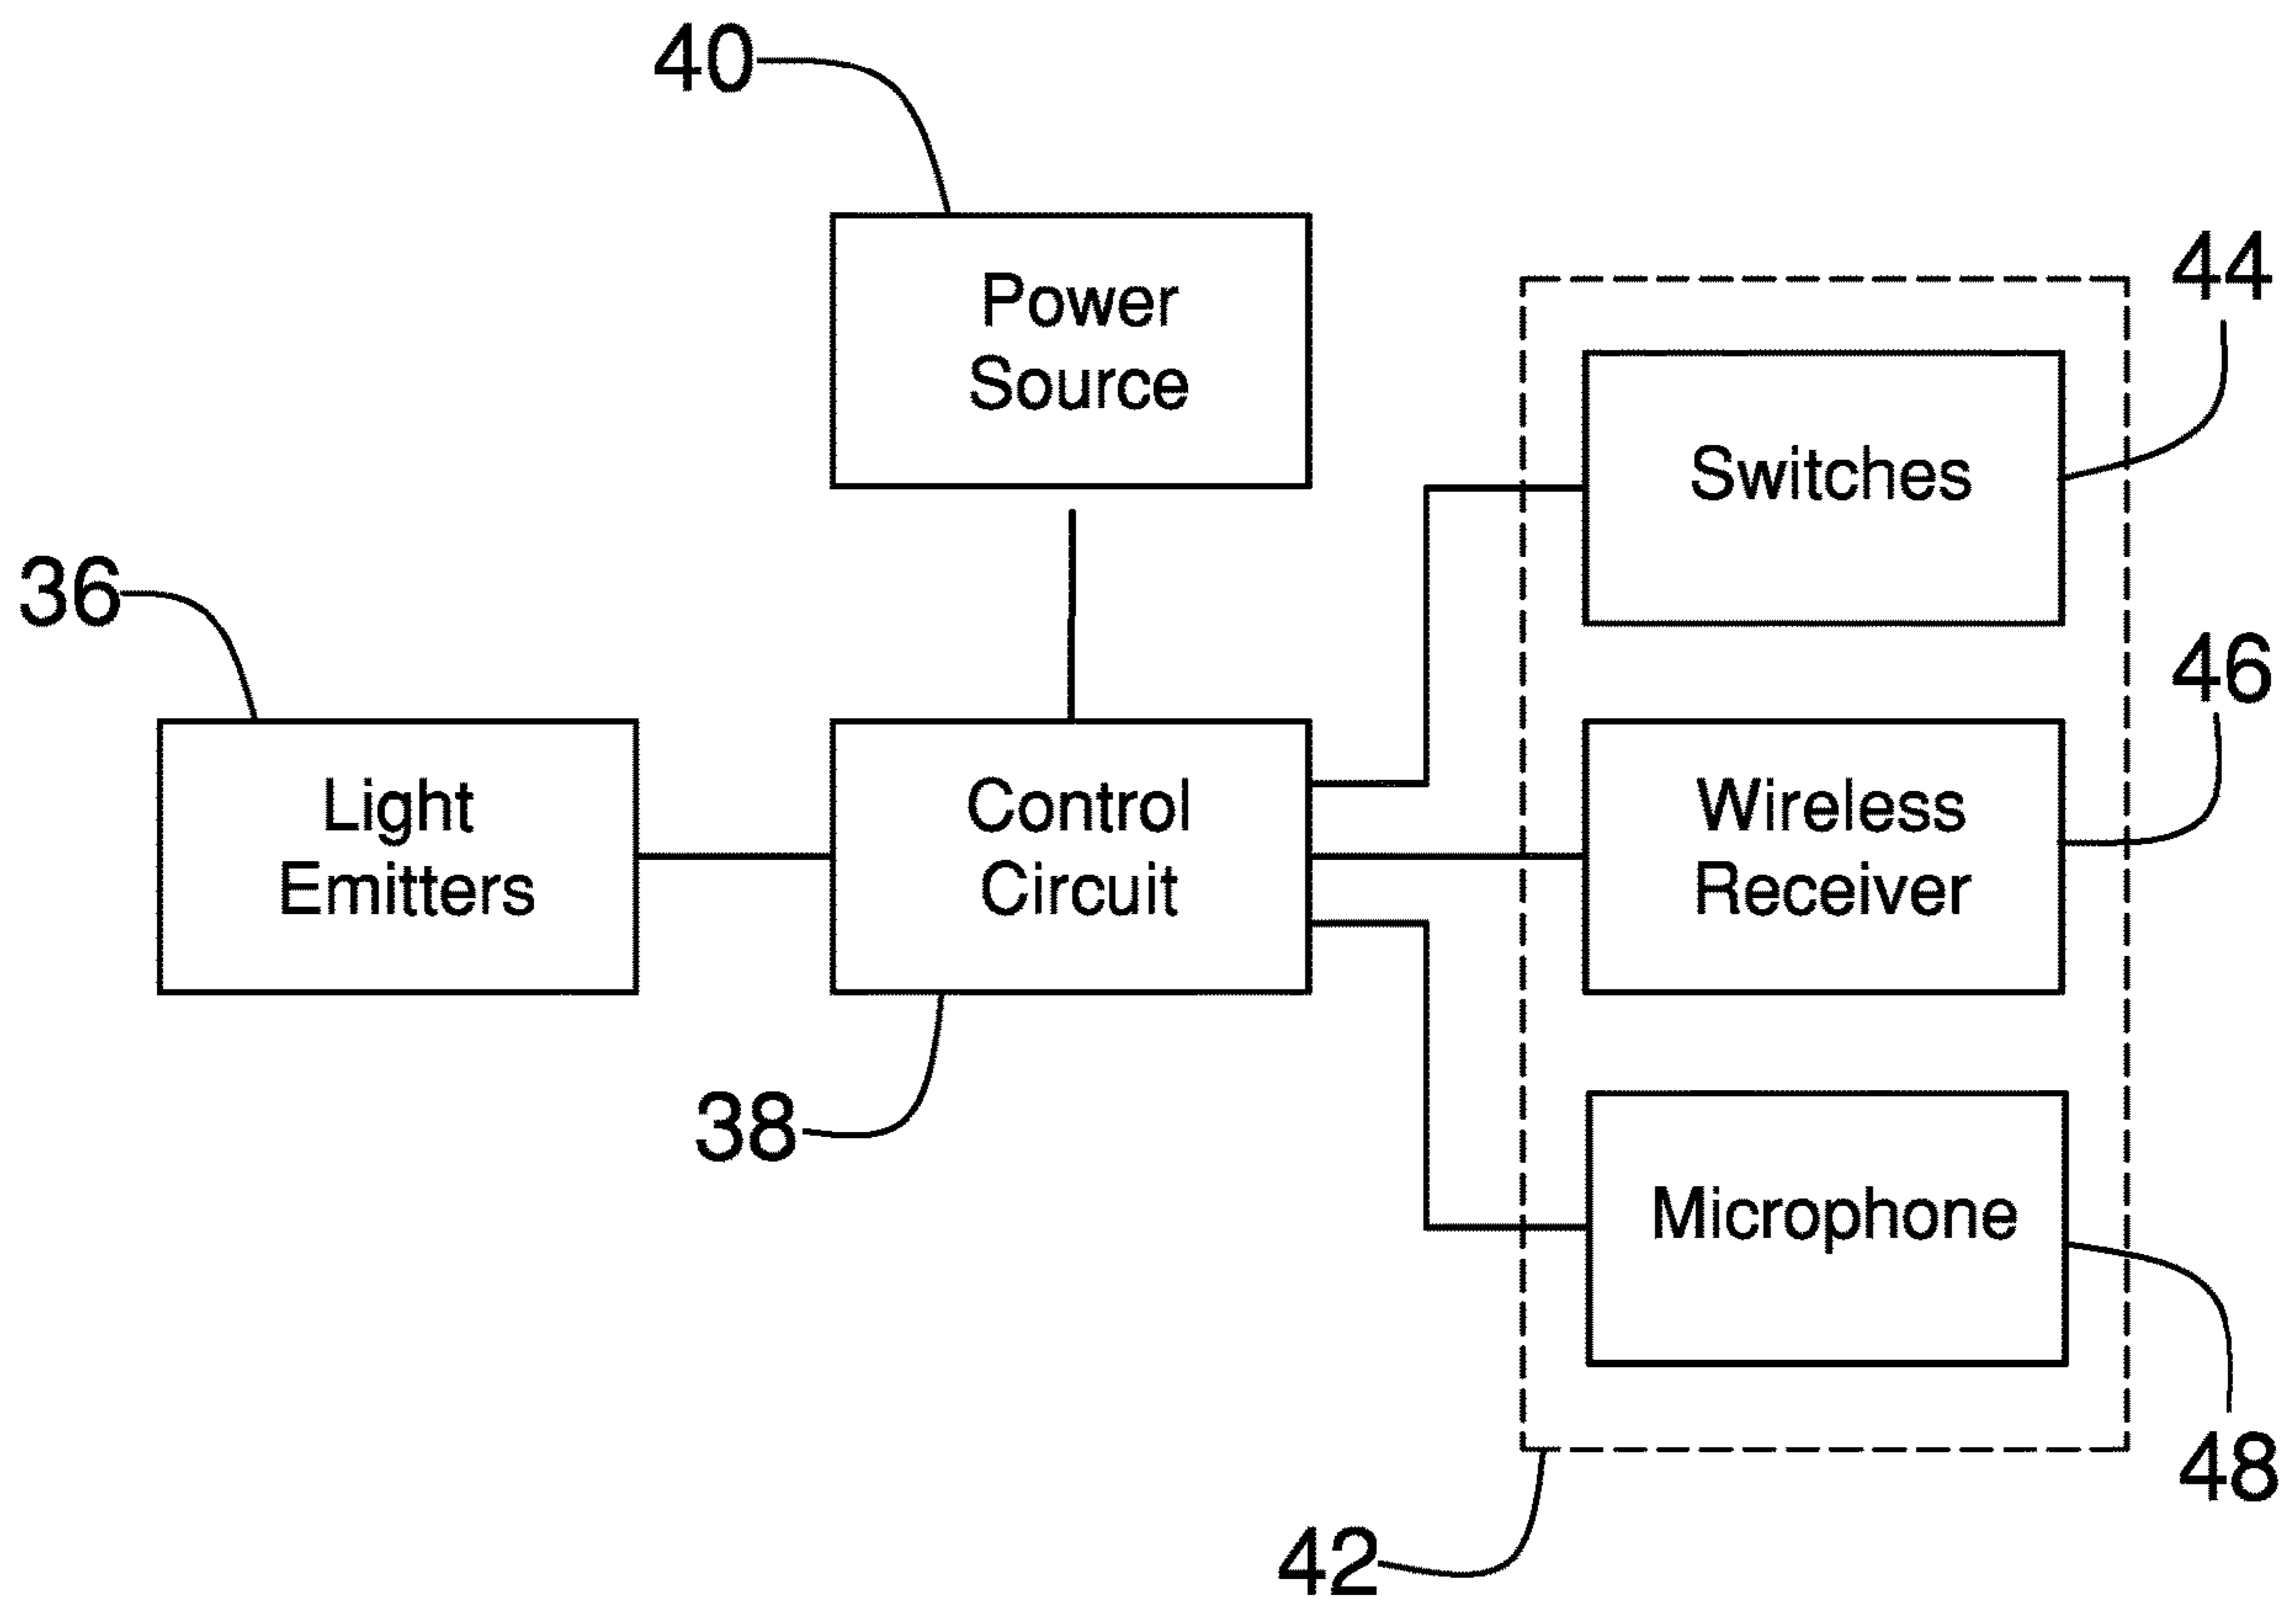 40
Power
Source
44
Switches
36
46
Light
Emitters
Control
Circuit
Wireless
Receiver
38
Microphone
48
42